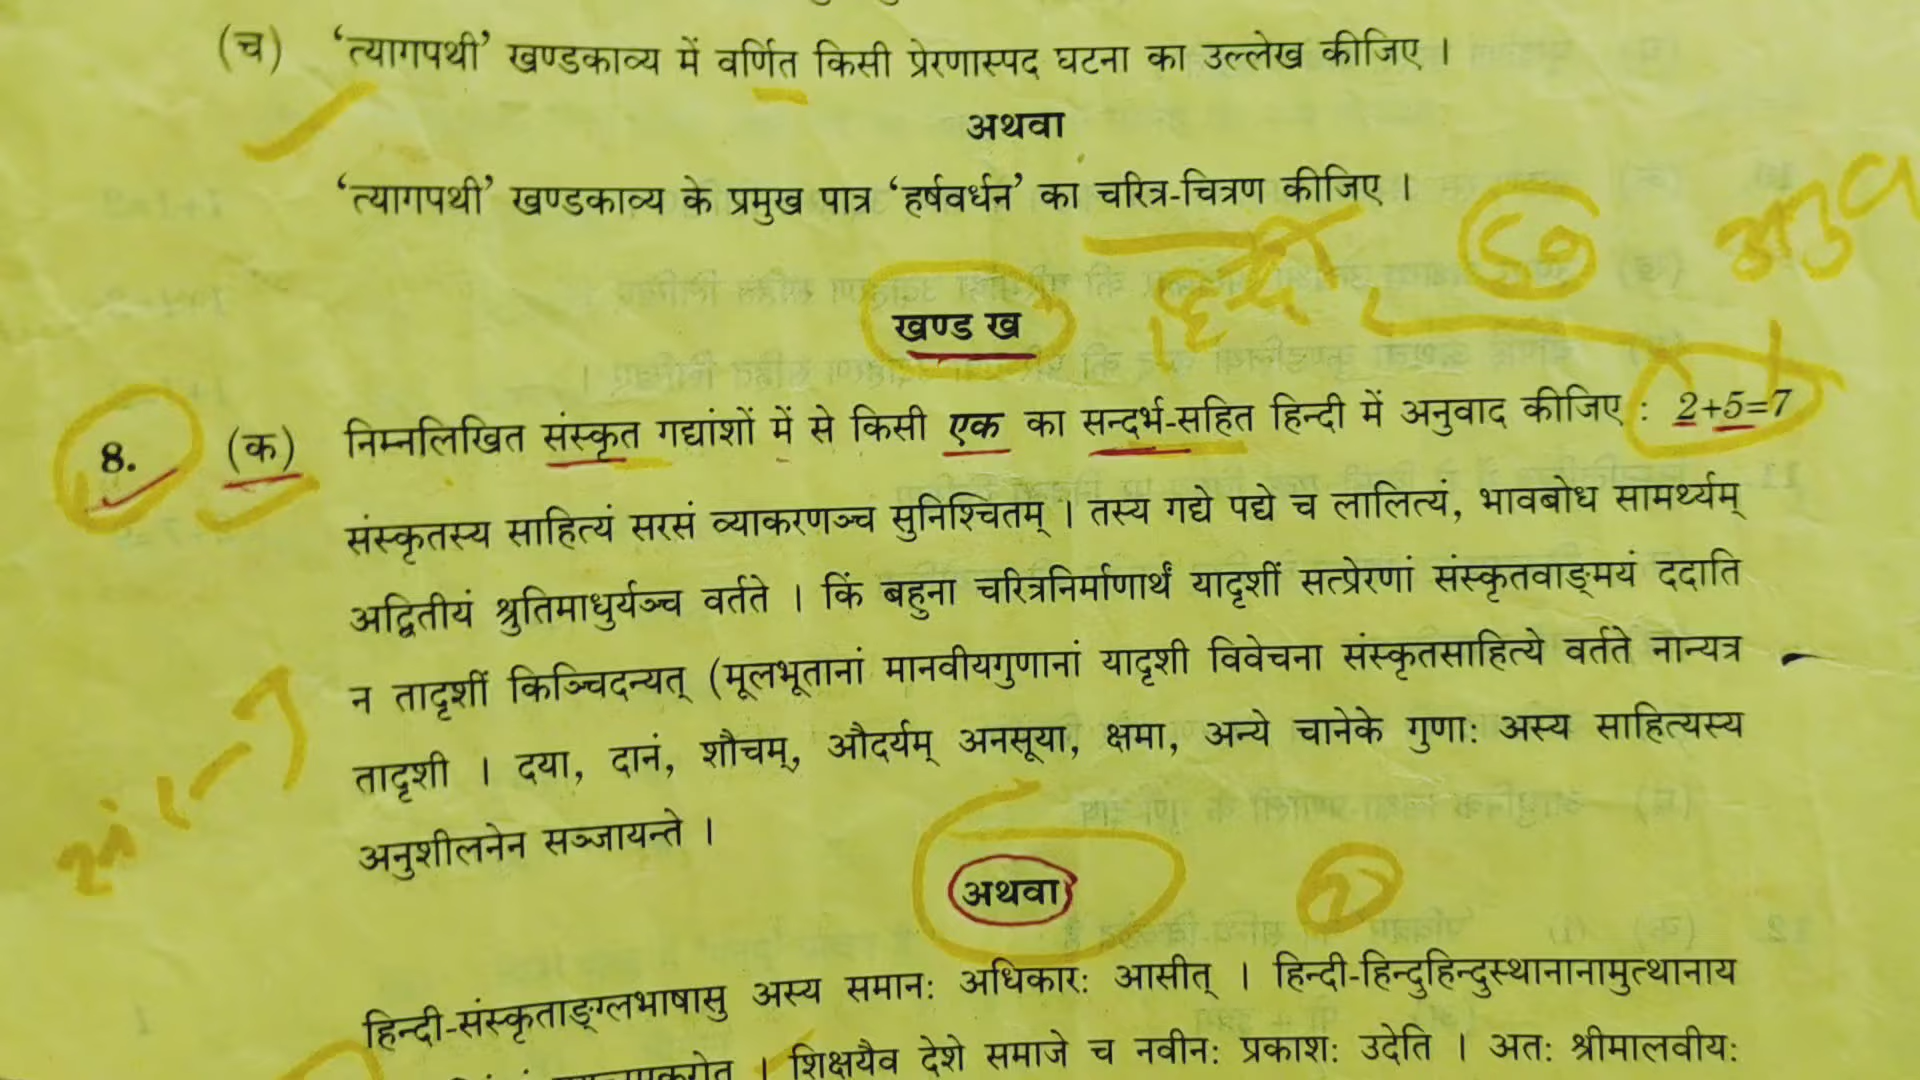 (च) ‘त्यागपथी’ खण्डकाव्य में वर्णित किसी प्रेरणास्पद घटना का उल्लेख कीजिए ।
अथवा
‘त्यागपथी’ खण्डकाव्य के प्रमुख पात्र ‘हर्षवर्धन’ का चरित्र-चित्रण कीजिए ।
खण्ड ख
8. (क) निम्नलिखित संस्कृत गद्यांशों में से किसी एक का सन्दर्भ-सहित हिन्दी में अनुवाद कीजिए : 2+5=7
संस्कृतस्य साहित्यं सरसं व्याकरणञ्च सुनिश्चितम् । तस्य गद्ये पद्ये च लालित्यं, भावबोध सामर्थ्यम्
अद्वितीयं श्रुतिमाधुर्यञ्च वर्तते । किं बहुना चरित्रनिर्माणार्थं यादृशीं सत्प्रेरणां संस्कृतवाङ्मयं ददाति
न तादृशीं किञ्चिदन्यत् (मूलभूतानां मानवीयगुणानां यादृशी विवेचना संस्कृतसाहित्ये वर्तते नान्यत्र
तादृशी । दया, दानं, शौचम्, औदर्यम् अनसूया, क्षमा, अन्ये चानेके गुणाः अस्य साहित्यस्य
अनुशीलनेन सञ्जायन्ते ।
अथवा
हिन्दी-संस्कृताङ्ग्लभाषासु अस्य समानः अधिकारः आसीत् । हिन्दी-हिन्दुहिन्दुस्थानानामुत्थानाय
। शिक्षयैव देशे समाजे च नवीनः प्रकाशः उदेति । अतः श्रीमालवीयः